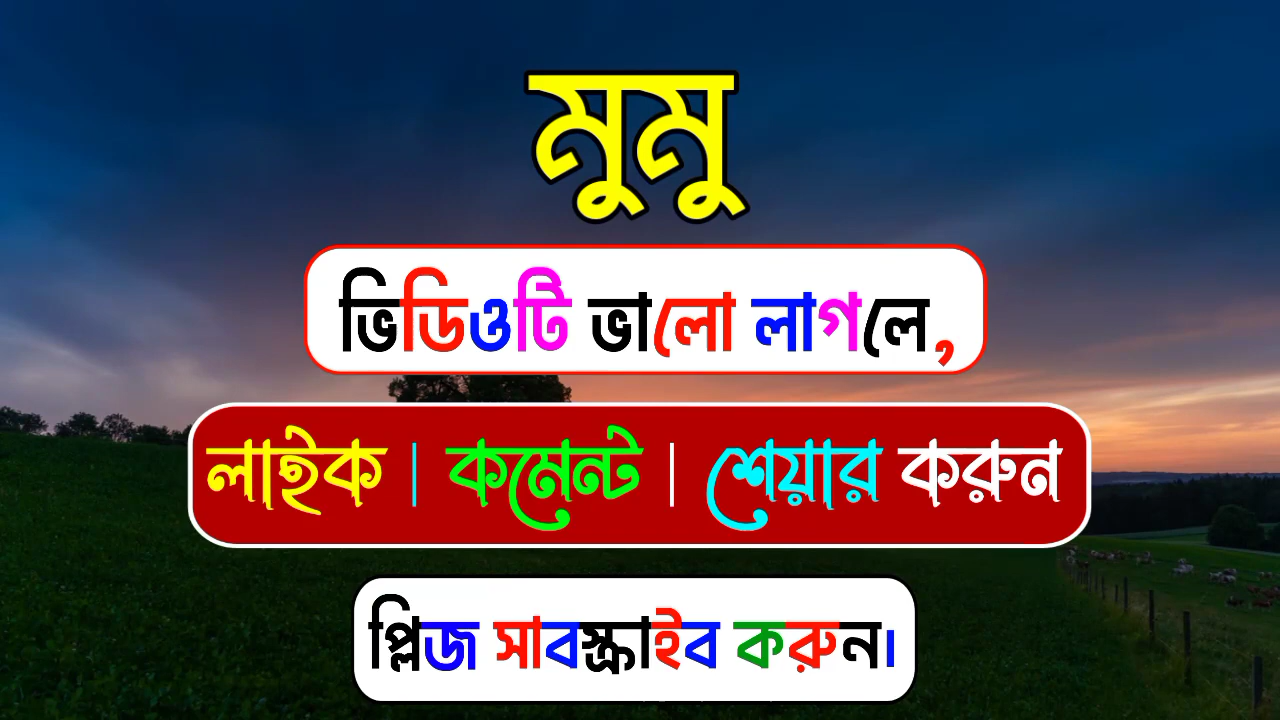 মুমু
ভিডিওটি ভালো লাগলে,
লাইক | কমেন্ট | শেয়ার করুন
প্লিজ সাবস্ক্রাইব করুন।